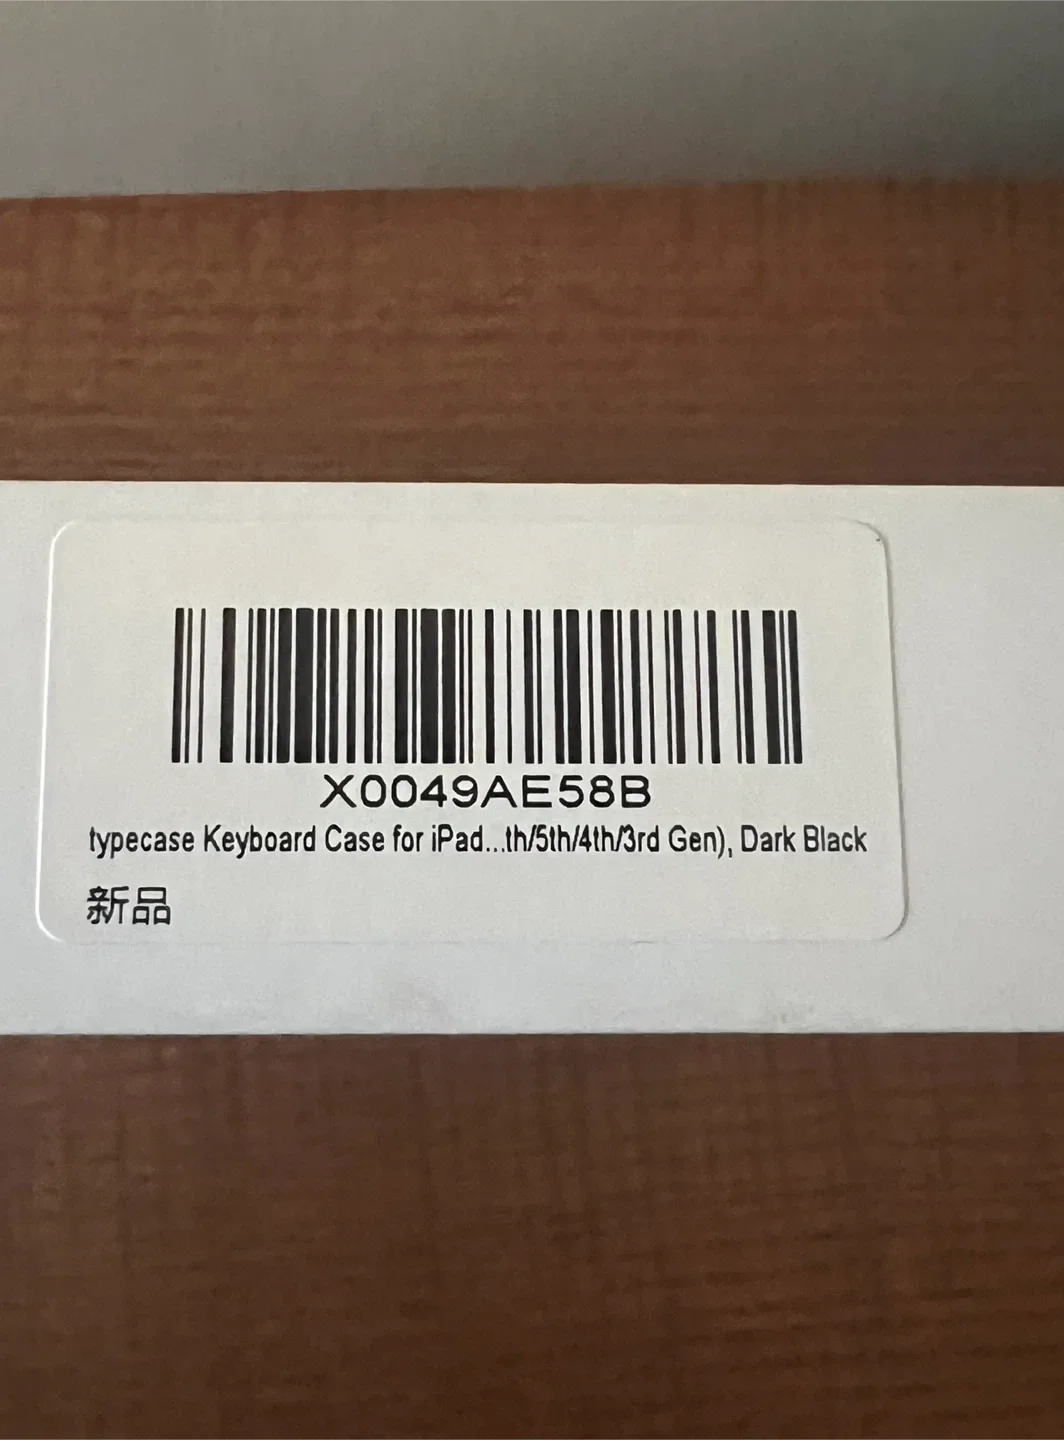 X0049AE58B
typecase Keyboard Case for iPad...th/5th/4th/3rd Gen), Dark Black
新品